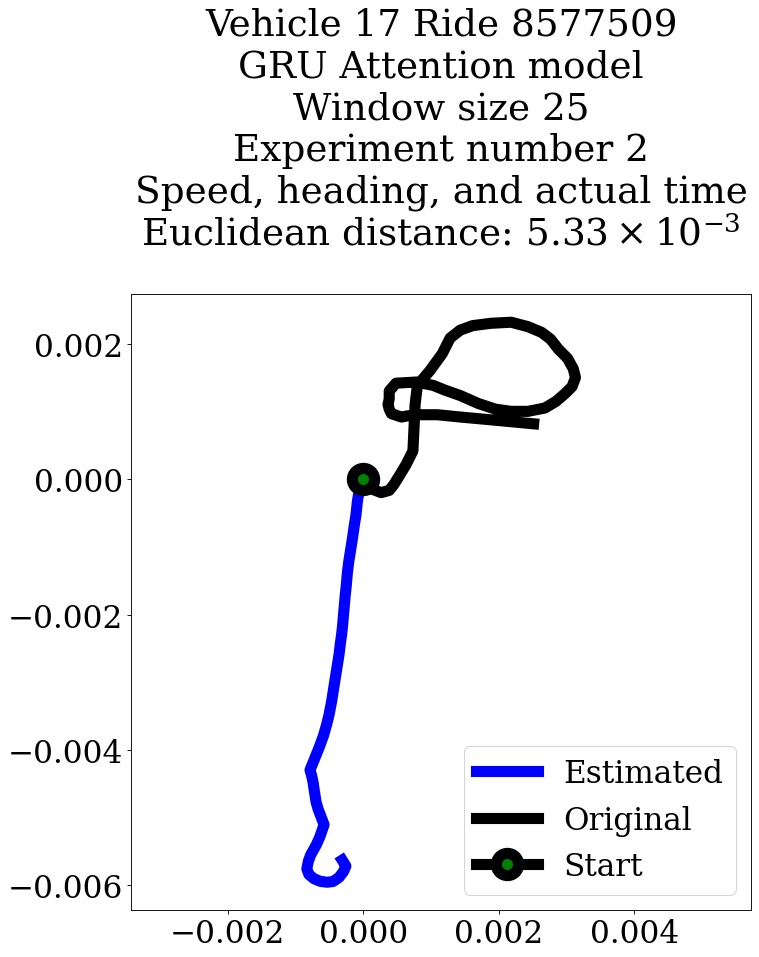 Vehicle 17 Ride 8577509
GRU Attention model
Window size 25
Experiment number 2
Speed, heading, and actual time
Euclidean distance: 5.33 × 10⁻³
0.002
0.000
−0.002
−0.004
−0.006
Estimated
Original
Start
−0.002 0.000 0.002 0.004